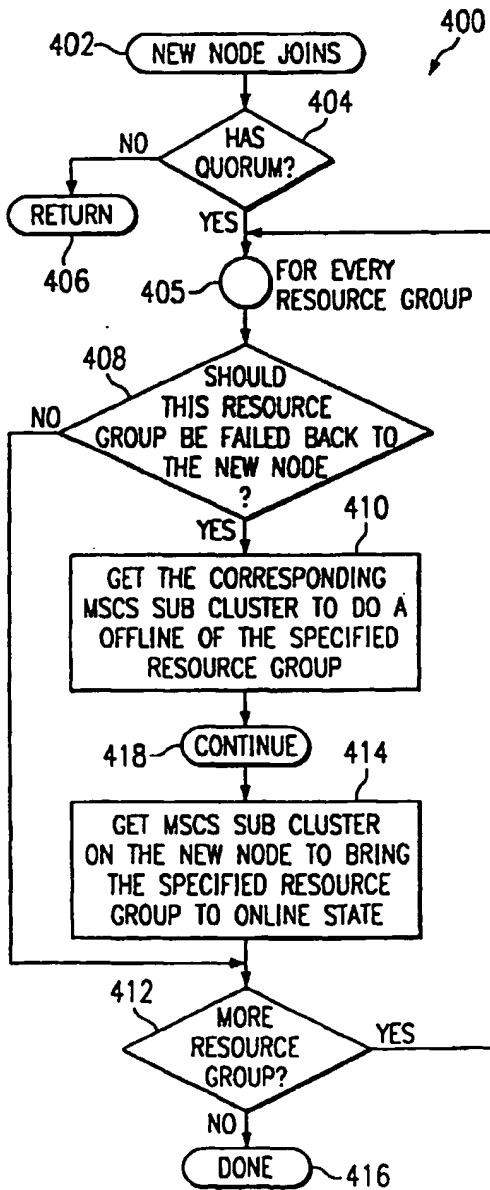 400
402
NEW NODE JOINS
404
HAS
QUORUM?
NO
YES
RETURN
406
405
FOR EVERY
RESOURCE GROUP
408
SHOULD
THIS RESOURCE
GROUP BE FAILED BACK TO
THE NEW NODE
?
NO
YES
410
GET THE CORRESPONDING
MSCS SUB CLUSTER TO DO A
OFFLINE OF THE SPECIFIED
RESOURCE GROUP
418
CONTINUE
414
GET MSCS SUB CLUSTER
ON THE NEW NODE TO BRING
THE SPECIFIED RESOURCE
GROUP TO ONLINE STATE
412
MORE
RESOURCE
GROUP?
YES
NO
DONE
416